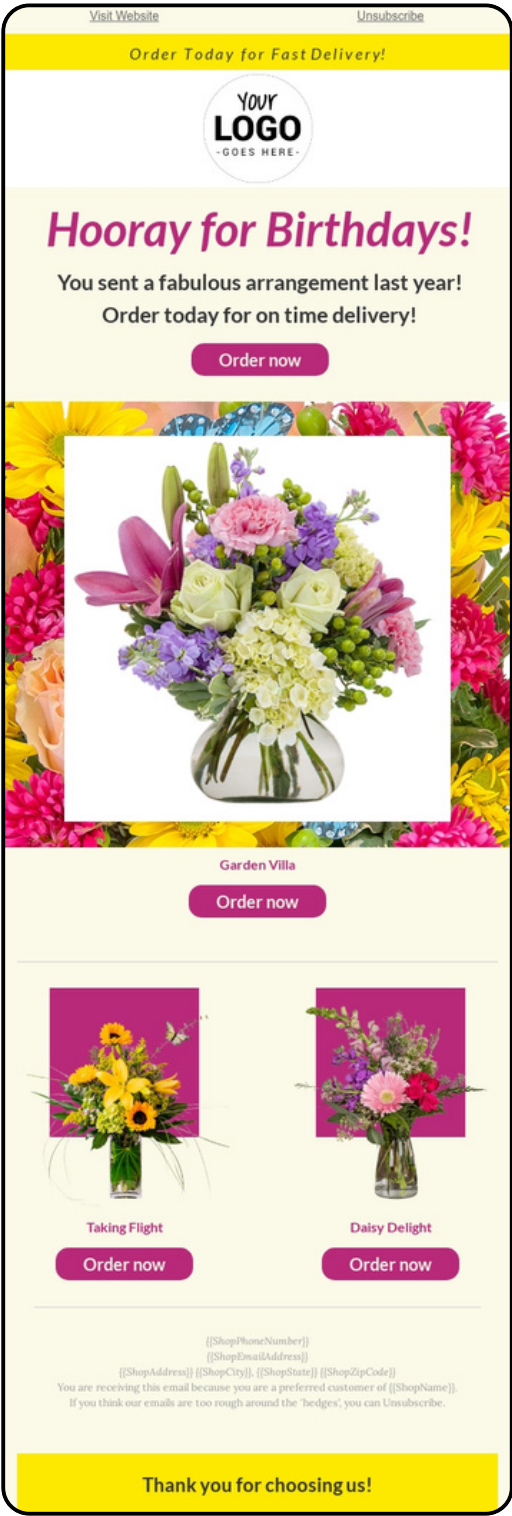 Visit Website Unsubscribe
Order Today for Fast Delivery!
Your
LOGO
-GOES HERE-
Hooray for Birthdays!
You sent a fabulous arrangement last year!
Order today for on time delivery!
Order now
Garden Villa
Order now
Taking Flight Daisy Delight
Order now Order now
{{ShopPhoneNumber}}
{{ShopEmailAddress}}
{{ShopAddress}} {{ShopCity}}, {{ShopState}} {{ShopZipCode}}
You are receiving this email because you are a preferred customer of {{ShopName}}.
If you think our emails are too rough around the 'hedges', you can Unsubscribe.
Thank you for choosing us!